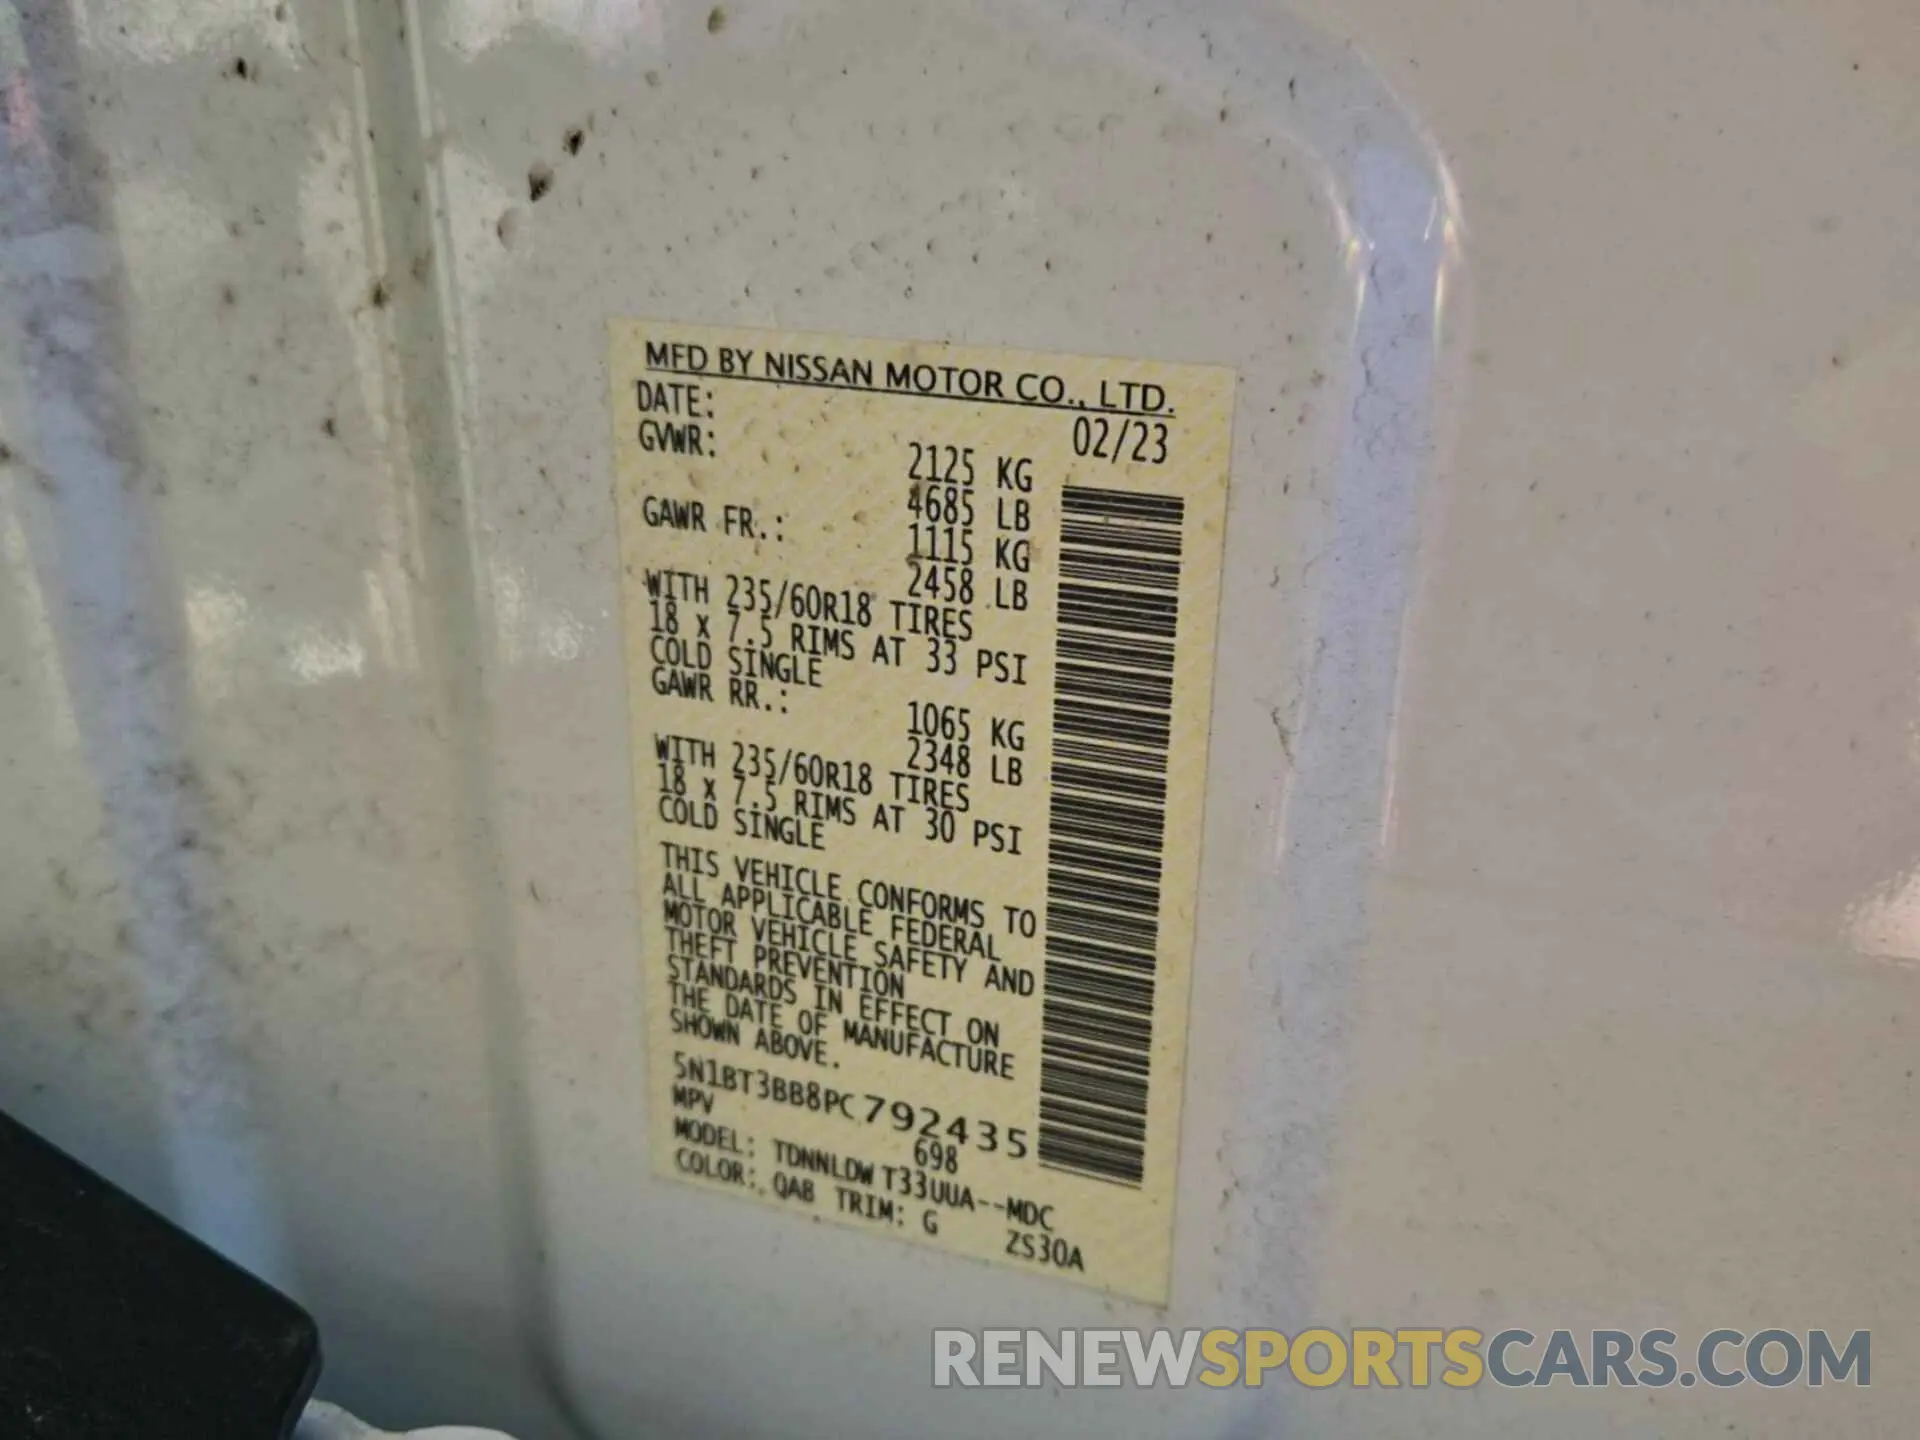 MFD BY NISSAN MOTOR CO., LTD.
DATE: 02/23
GVWR: 2125 KG
4685 LB
GAWR FR.: 1115 KG
2458 LB
WITH 235/60R18 TIRES
18 x 7.5 RIMS AT 33 PSI
COLD SINGLE
GAWR RR.: 1065 KG
2348 LB
WITH 235/60R18 TIRES
18 x 7.5 RIMS AT 30 PSI
COLD SINGLE
THIS VEHICLE CONFORMS TO
ALL APPLICABLE FEDERAL
MOTOR VEHICLE SAFETY AND
THEFT PREVENTION
STANDARDS IN EFFECT ON
THE DATE OF MANUFACTURE
SHOWN ABOVE.
5N1BT3BB8PC792435
MPV 698
MODEL: TDNNLDW T33UUA--MDC
COLOR: QAB TRIM: G ZS30A
RENEWSPORTSCARS.COM